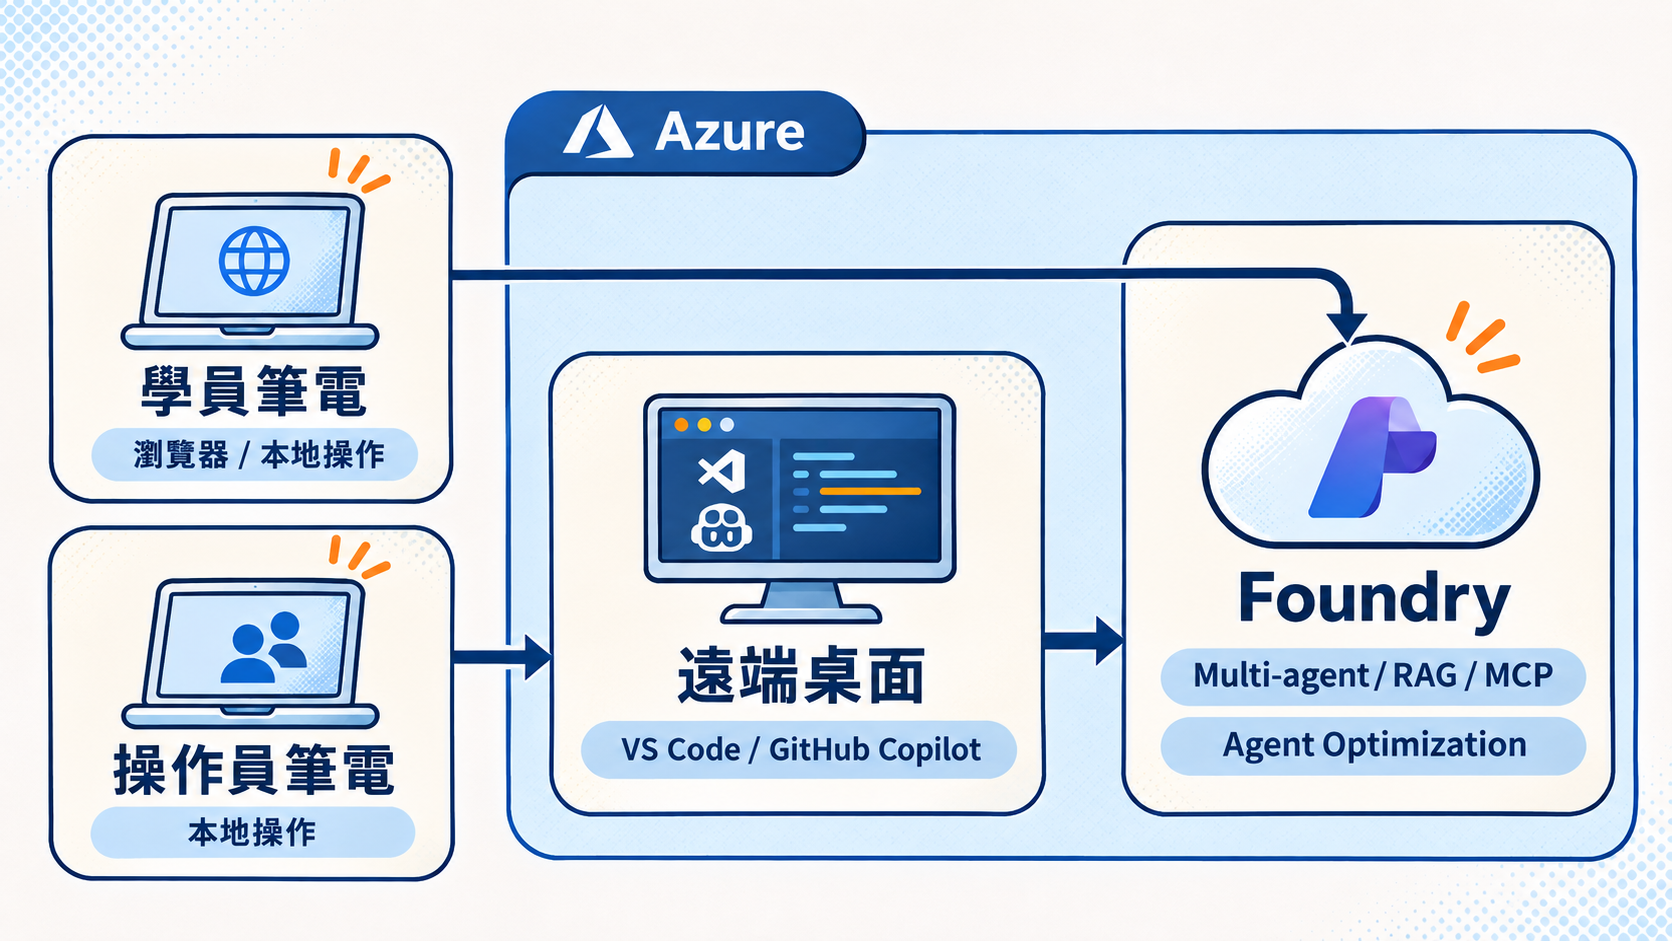 Azure
學員筆電
瀏覽器 / 本地操作
操作員筆電
本地操作
遠端桌面
VS Code / GitHub Copilot
Foundry
Multi-agent / RAG / MCP
Agent Optimization